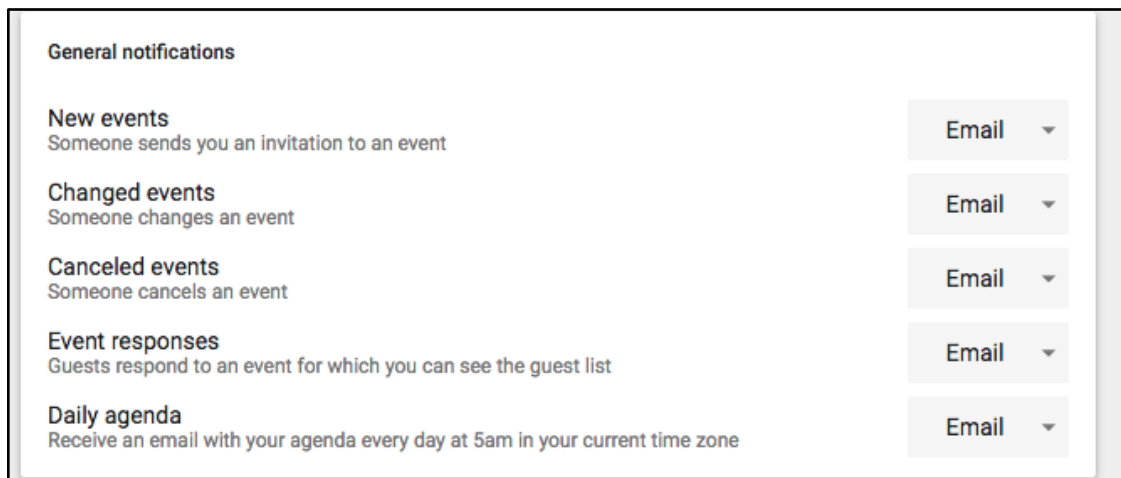 General notifications
New events
Someone sends you an invitation to an event
Email
Changed events
Someone changes an event
Email
Canceled events
Someone cancels an event
Email
Event responses
Guests respond to an event for which you can see the guest list
Email
Daily agenda
Receive an email with your agenda every day at 5am in your current time zone
Email